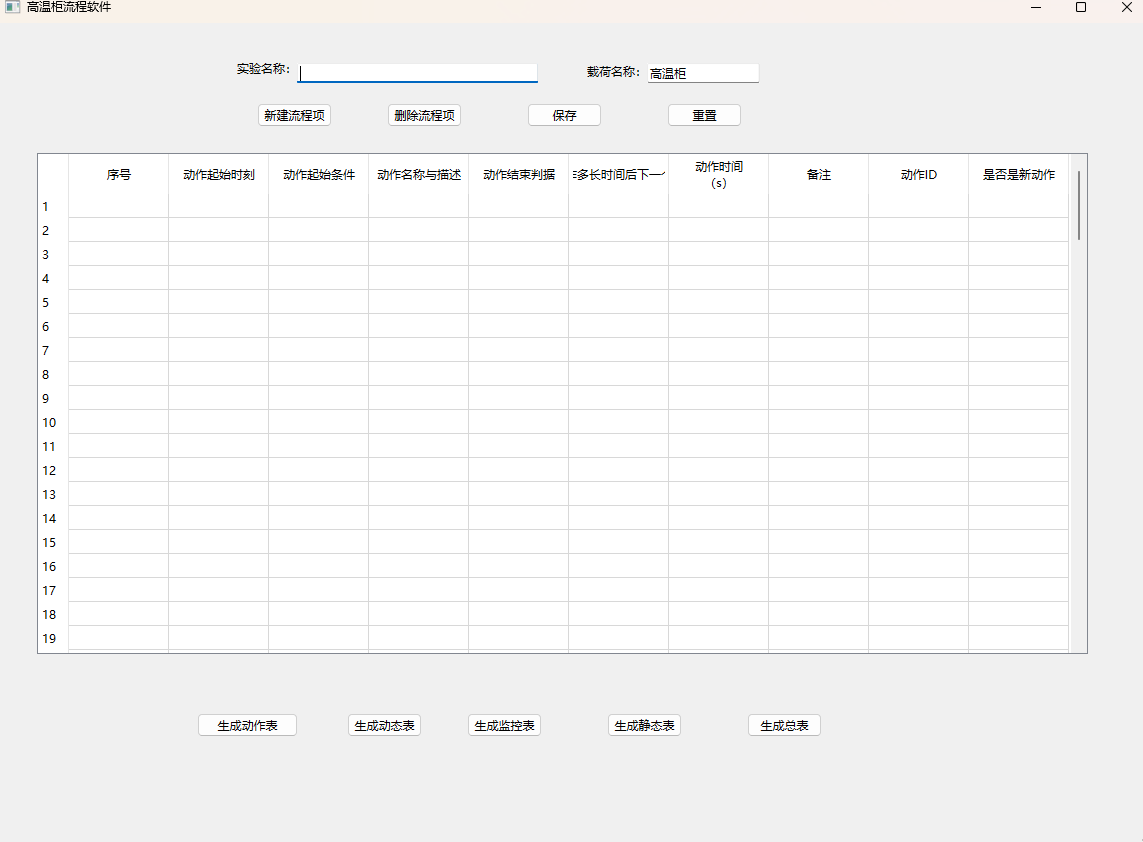 高温柜流程软件
实验名称：
载荷名称： 高温柜
新建流程项 删除流程项 保存 重置
序号 动作起始时刻 动作起始条件 动作名称与描述 动作结束判据 多长时间后下一 动作时间 备注 动作ID 是否是新动作
(s)
1
2
3
4
5
6
7
8
9
10
11
12
13
14
15
16
17
18
19
生成动作表 生成动态表 生成监控表 生成静态表 生成总表